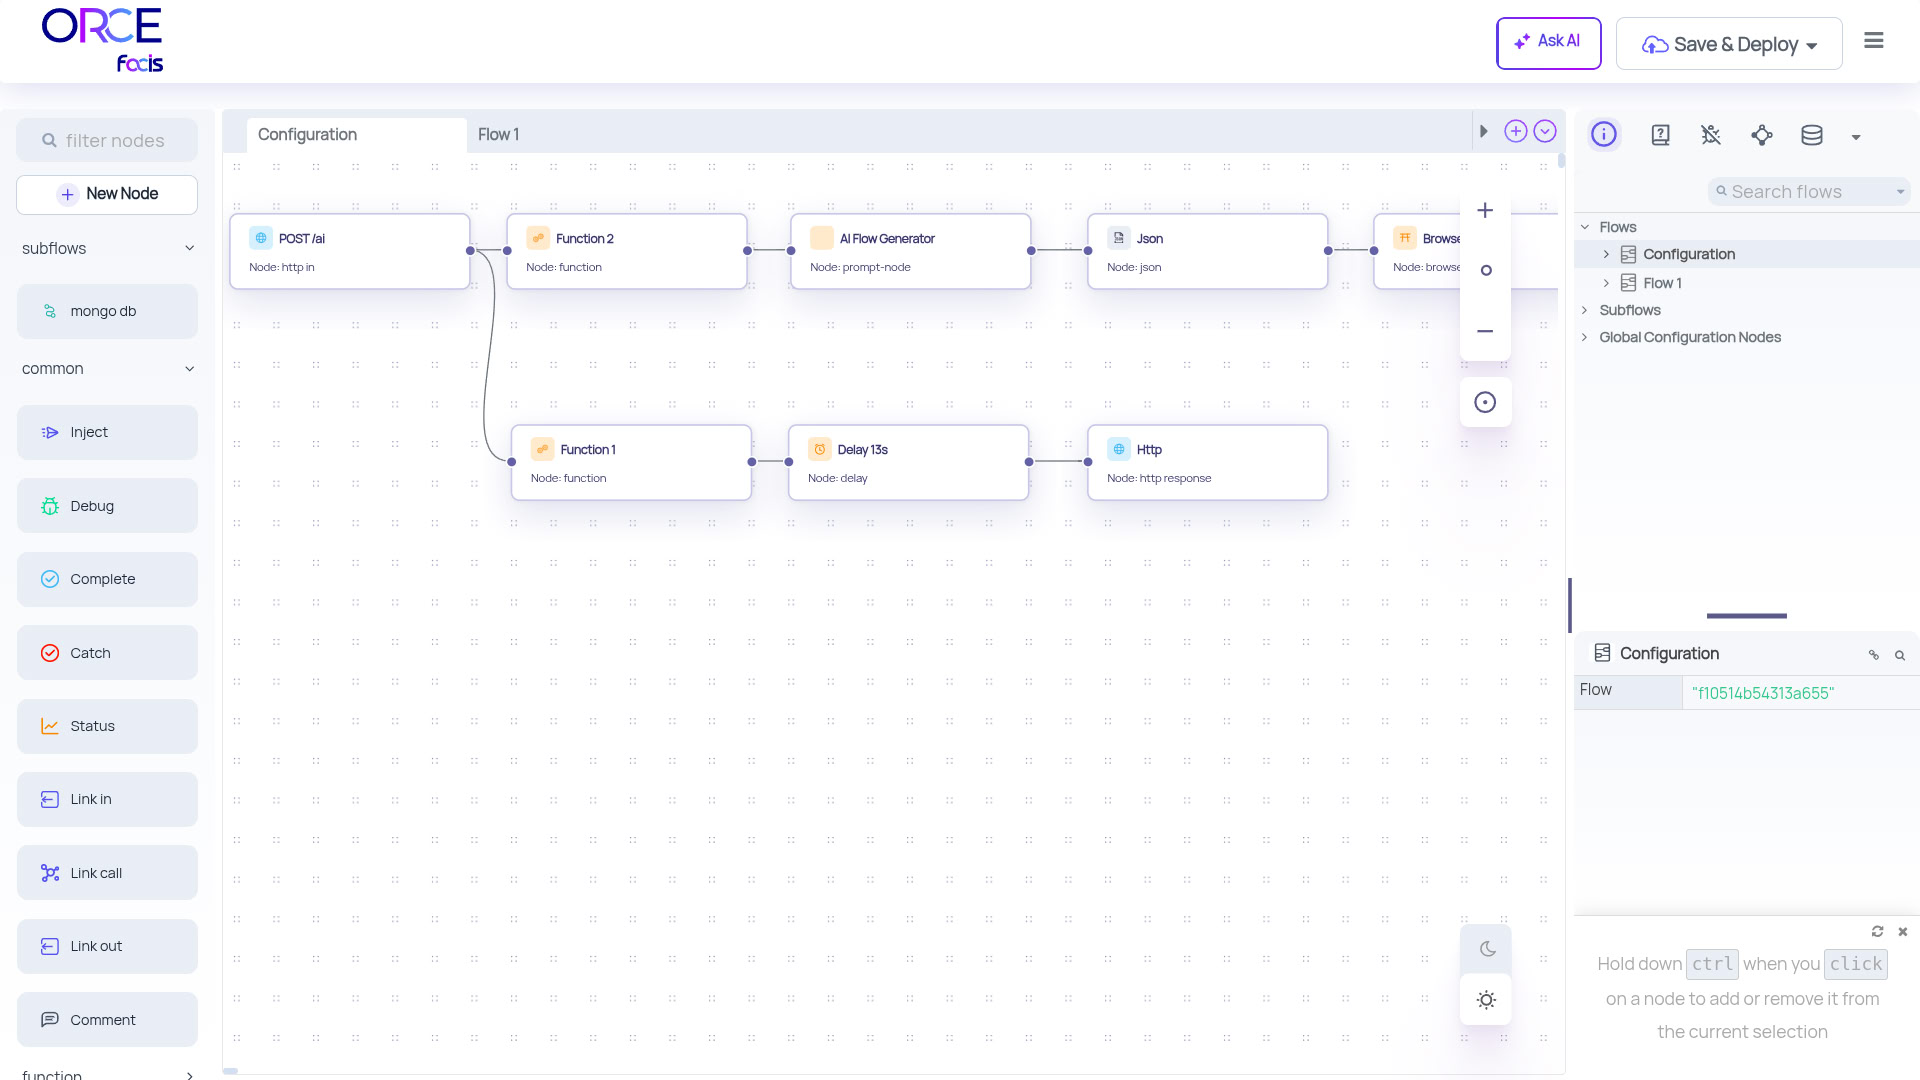 ORCE
facis
Ask AI
Save & Deploy
filter nodes
New Node
subflows
mongo db
common
Inject
Debug
Complete
Catch
Status
Link in
Link call
Link out
Comment
function
Configuration
Flow 1
POST /ai
Node: http in
Function 2
Node: function
AI Flow Generator
Node: prompt-node
Json
Node: json
Browse
Node: browse
Function 1
Node: function
Delay 13s
Node: delay
Http
Node: http response
Search flows
Flows
Configuration
Flow 1
Subflows
Global Configuration Nodes
Configuration
Flow "f10514b54313a655"
Hold down ctrl when you click
on a node to add or remove it from
the current selection